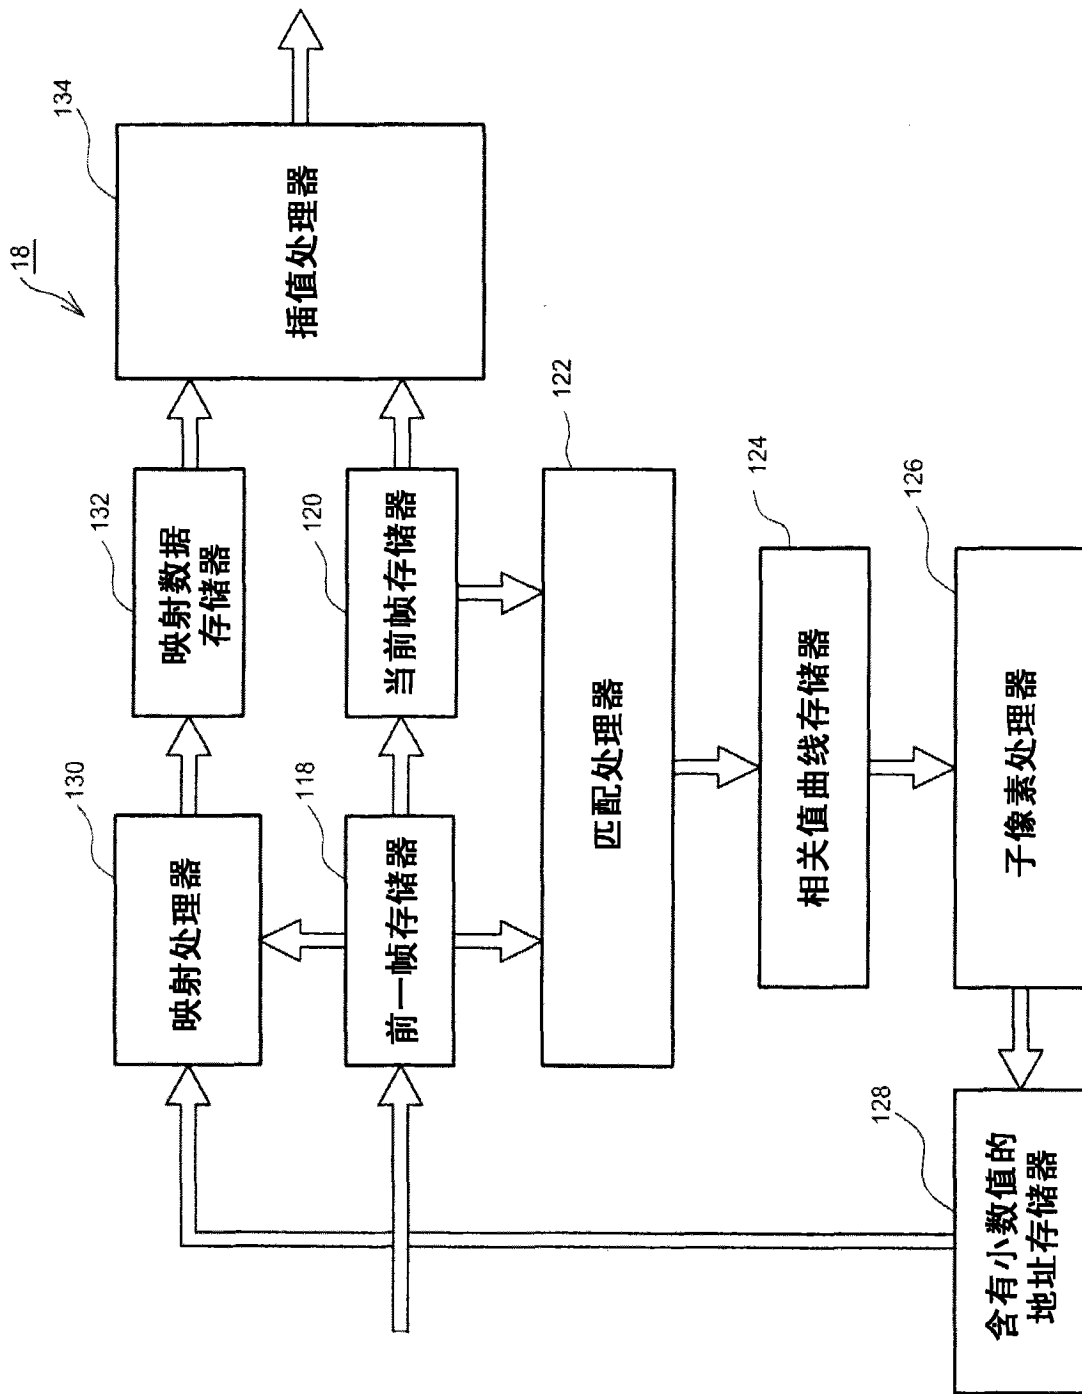 18
134
插值处理器
132
映射数据
存储器
130
映射处理器
120
当前帧存储器
118
前一帧存储器
122
匹配处理器
124
相关值曲线存储器
126
子像素处理器
128
含有小数值的
地址存储器